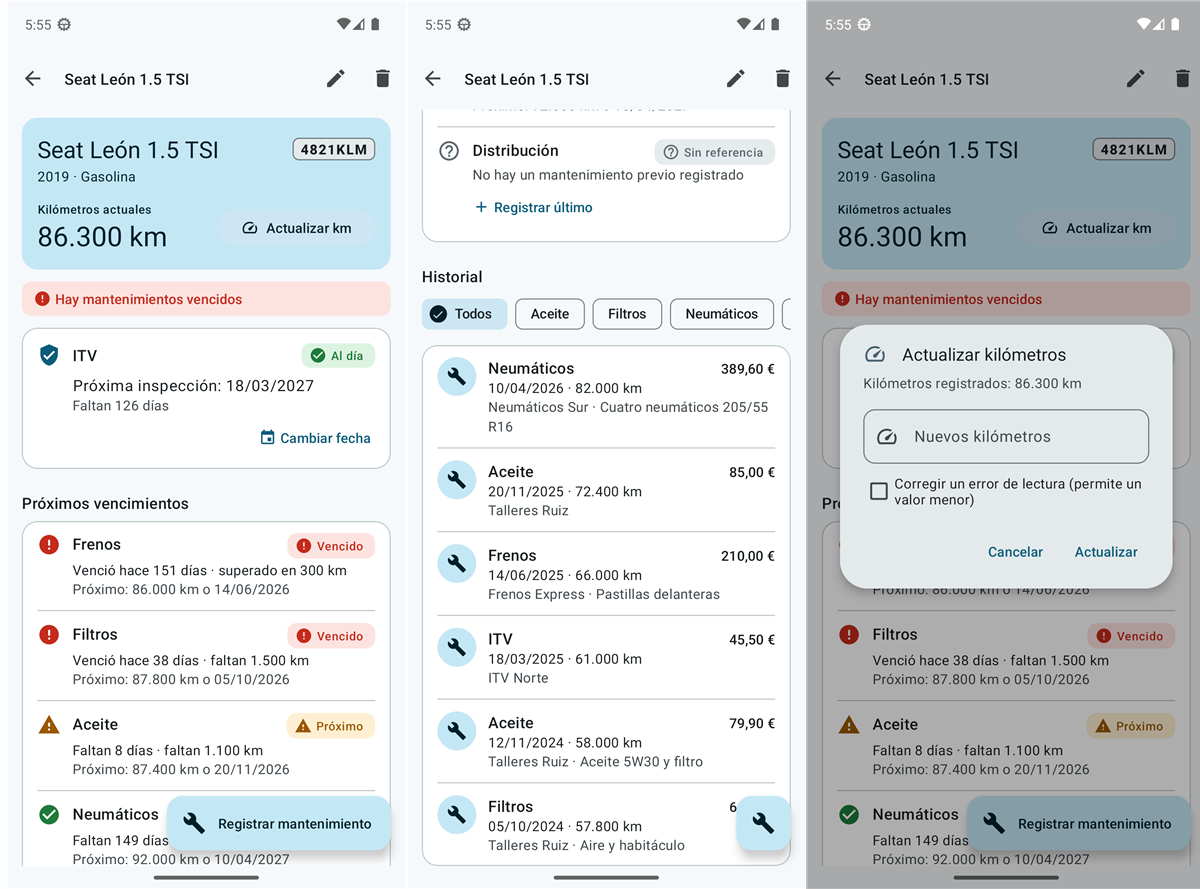 5:55
Seat León 1.5 TSI
Seat León 1.5 TSI
4821KLM
2019 · Gasolina
Kilómetros actuales
86.300 km
Actualizar km
Hay mantenimientos vencidos
ITV
Al día
Próxima inspección: 18/03/2027
Faltan 126 días
Cambiar fecha
Próximos vencimientos
Frenos
Vencido
Venció hace 151 días · superado en 300 km
Próximo: 86.000 km o 14/06/2026
Filtros
Vencido
Venció hace 38 días · faltan 1.500 km
Próximo: 87.800 km o 05/10/2026
Aceite
Próximo
Faltan 8 días · faltan 1.100 km
Próximo: 87.400 km o 20/11/2026
Neumáticos
Faltan 149 días
Próximo: 92.000 km o 10/04/2027
Registrar mantenimiento
5:55
Seat León 1.5 TSI
Distribución
Sin referencia
No hay un mantenimiento previo registrado
+ Registrar último
Historial
Todos
Aceite
Filtros
Neumáticos
Neumáticos
389,60 €
10/04/2026 · 82.000 km
Neumáticos Sur · Cuatro neumáticos 205/55
R16
Aceite
85,00 €
20/11/2025 · 72.400 km
Talleres Ruiz
Frenos
210,00 €
14/06/2025 · 66.000 km
Frenos Express · Pastillas delanteras
ITV
45,50 €
18/03/2025 · 61.000 km
ITV Norte
Aceite
79,90 €
12/11/2024 · 58.000 km
Talleres Ruiz · Aceite 5W30 y filtro
Filtros
6
05/10/2024 · 57.800 km
Talleres Ruiz · Aire y habitáculo
5:55
Seat León 1.5 TSI
Seat León 1.5 TSI
4821KLM
2019 · Gasolina
Kilómetros actuales
86.300 km
Actualizar km
Hay mantenimientos vencidos
Actualizar kilómetros
Kilómetros registrados: 86.300 km
Nuevos kilómetros
Corregir un error de lectura (permite un
valor menor)
Cancelar
Actualizar
Próximo: 86.000 km o 14/06/2026
Filtros
Vencido
Venció hace 38 días · faltan 1.500 km
Próximo: 87.800 km o 05/10/2026
Aceite
Próximo
Faltan 8 días · faltan 1.100 km
Próximo: 87.400 km o 20/11/2026
Neumáticos
Faltan 149 días
Próximo: 92.000 km o 10/04/2027
Registrar mantenimiento